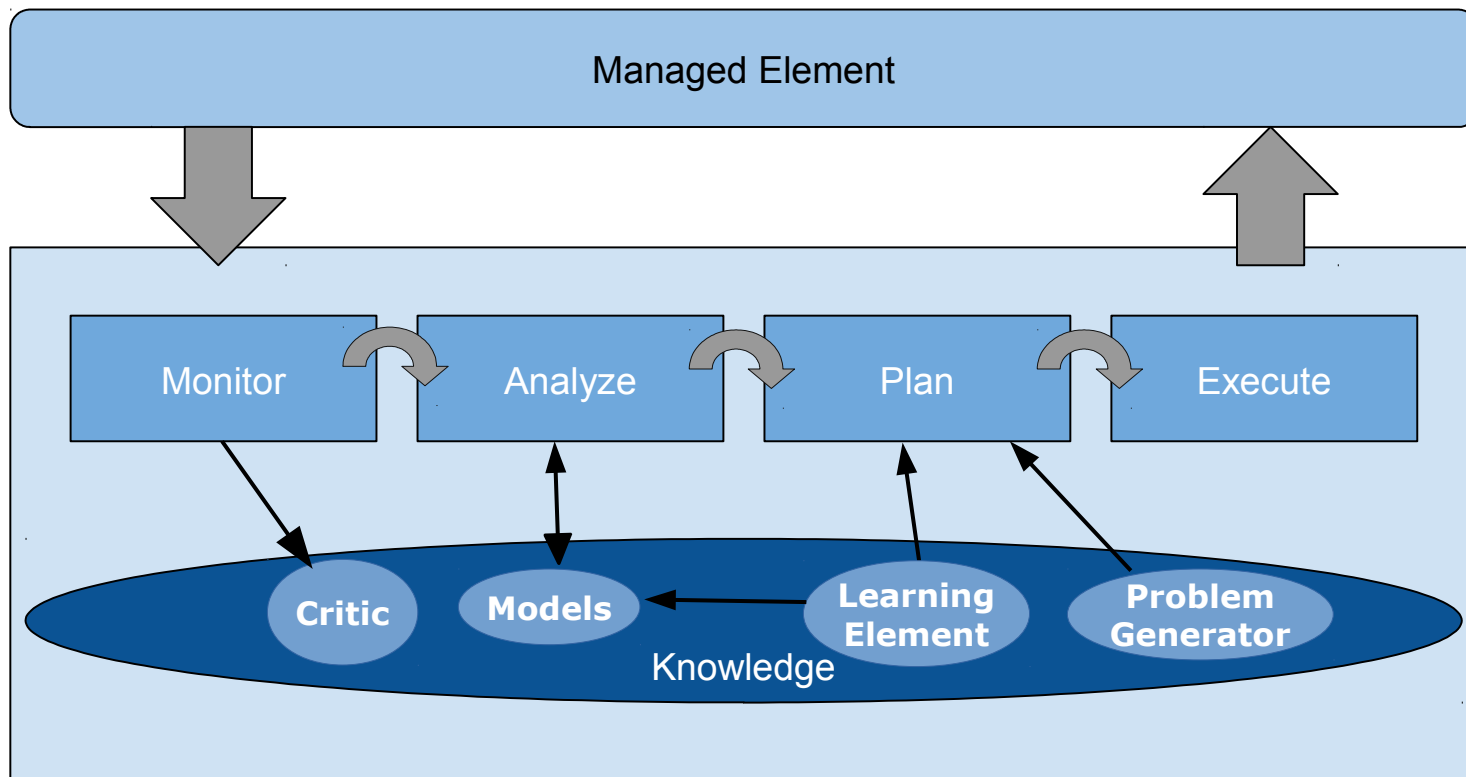 Managed Element
Monitor
Analyze
Plan
Execute
Critic
Models
Learning
Element
Problem
Generator
Knowledge